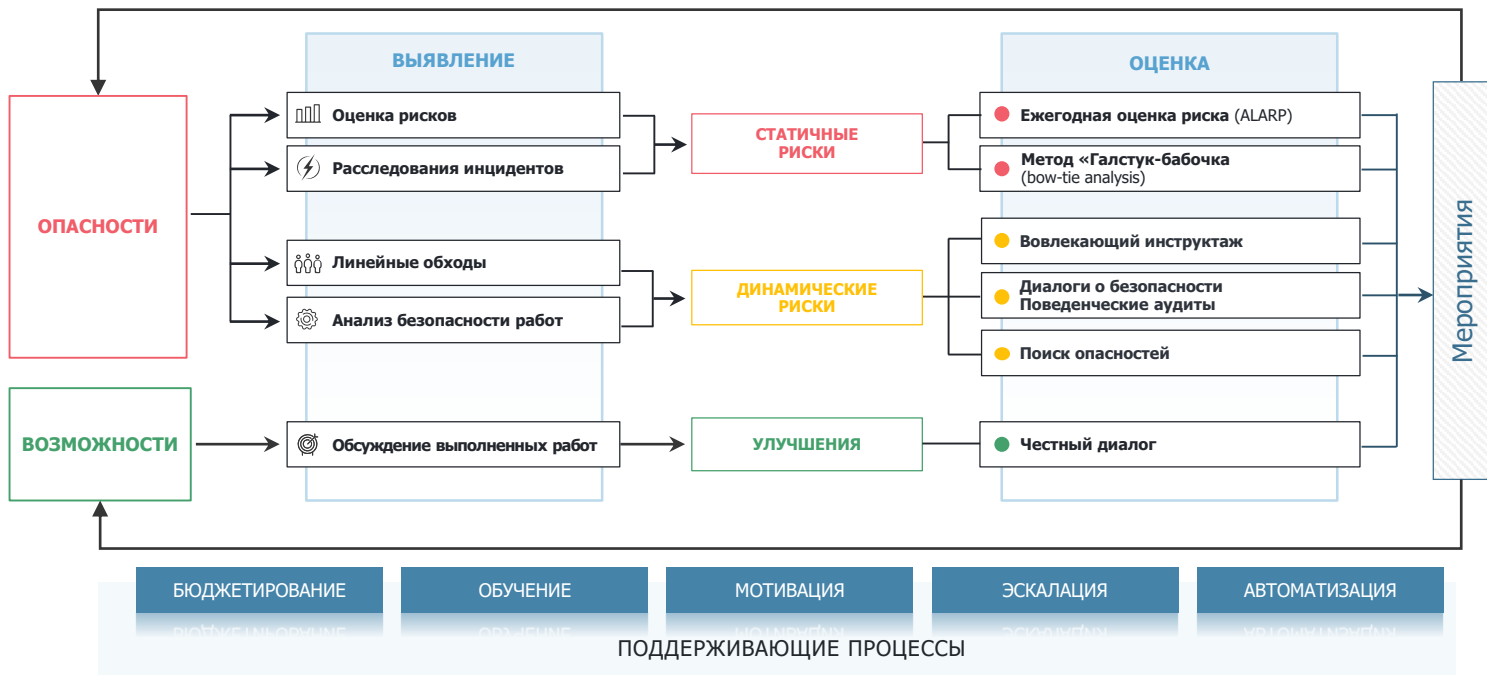 ВЫЯВЛЕНИЕ
ОЦЕНКА
ОПАСНОСТИ
Оценка рисков
Расследования инцидентов
Линейные обходы
Анализ безопасности работ
СТАТИЧНЫЕ
РИСКИ
ДИНАМИЧЕСКИЕ
РИСКИ
Ежегодная оценка риска (ALARP)
Метод «Галстук-бабочка
(bow-tie analysis)
Вовлекающий инструктаж
Диалоги о безопасности
Поведенческие аудиты
Поиск опасностей
Мероприятия
ВОЗМОЖНОСТИ
Обсуждение выполненных работ
УЛУЧШЕНИЯ
Честный диалог
БЮДЖЕТИРОВАНИЕ
ОБУЧЕНИЕ
МОТИВАЦИЯ
ЭСКАЛАЦИЯ
АВТОМАТИЗАЦИЯ
ПОДДЕРЖИВАЮЩИЕ ПРОЦЕССЫ